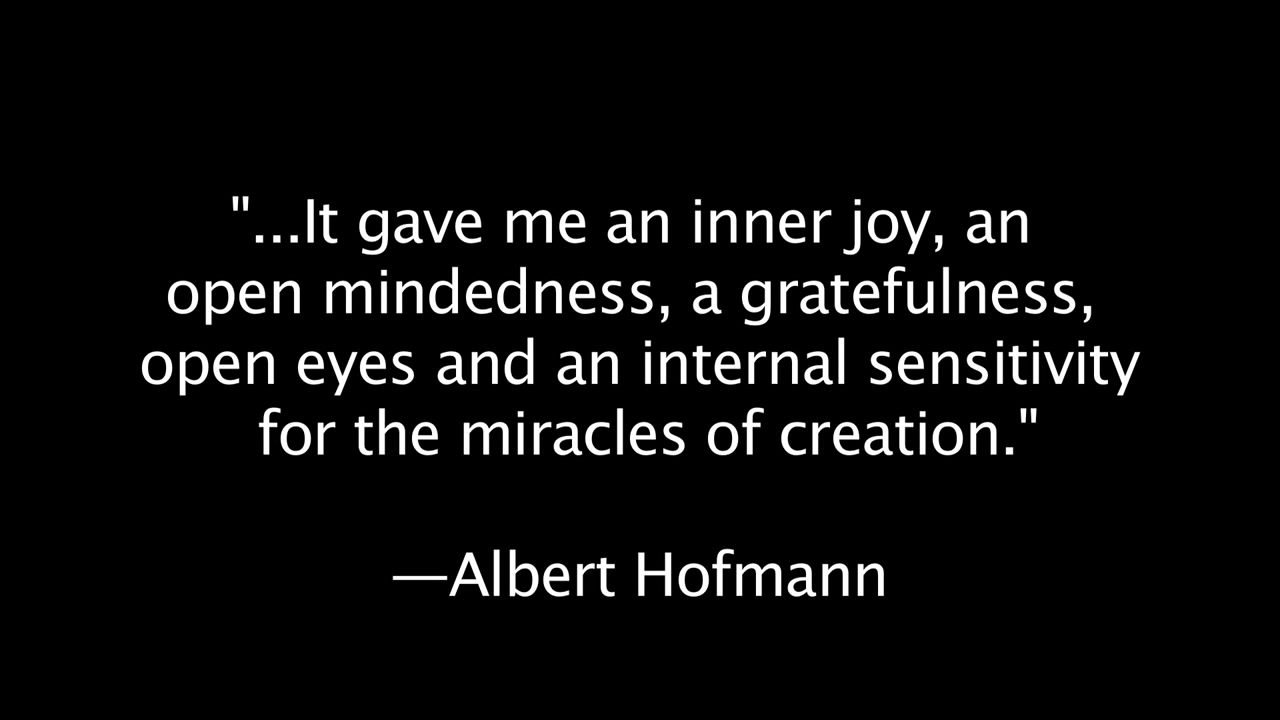 "...It gave me an inner joy, an
open mindedness, a gratefulness,
open eyes and an internal sensitivity
for the miracles of creation."
—Albert Hofmann